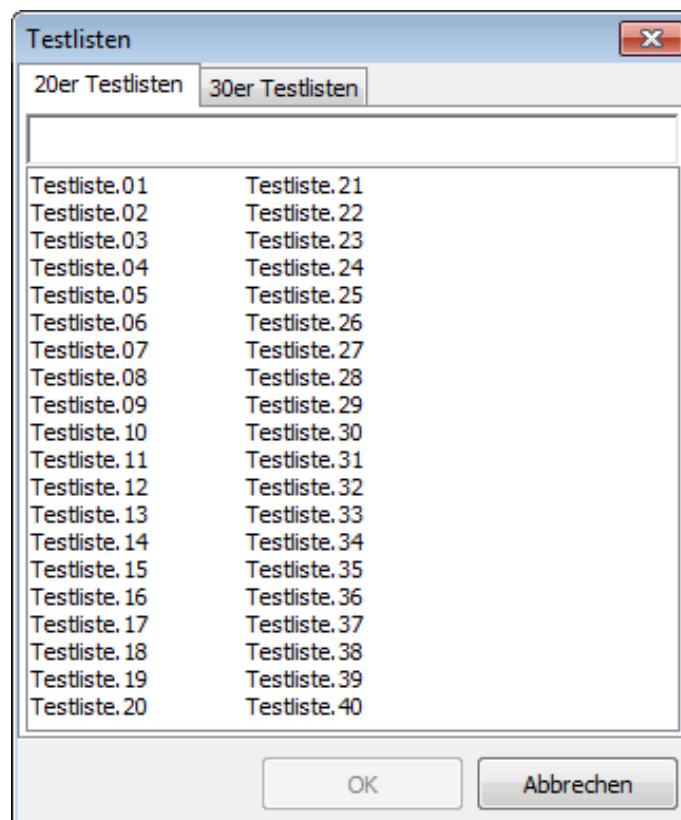 Testlisten
20er Testlisten 30er Testlisten
Testliste.01 Testliste.21
Testliste.02 Testliste.22
Testliste.03 Testliste.23
Testliste.04 Testliste.24
Testliste.05 Testliste.25
Testliste.06 Testliste.26
Testliste.07 Testliste.27
Testliste.08 Testliste.28
Testliste.09 Testliste.29
Testliste.10 Testliste.30
Testliste.11 Testliste.31
Testliste.12 Testliste.32
Testliste.13 Testliste.33
Testliste.14 Testliste.34
Testliste.15 Testliste.35
Testliste.16 Testliste.36
Testliste.17 Testliste.37
Testliste.18 Testliste.38
Testliste.19 Testliste.39
Testliste.20 Testliste.40
OK Abbrechen